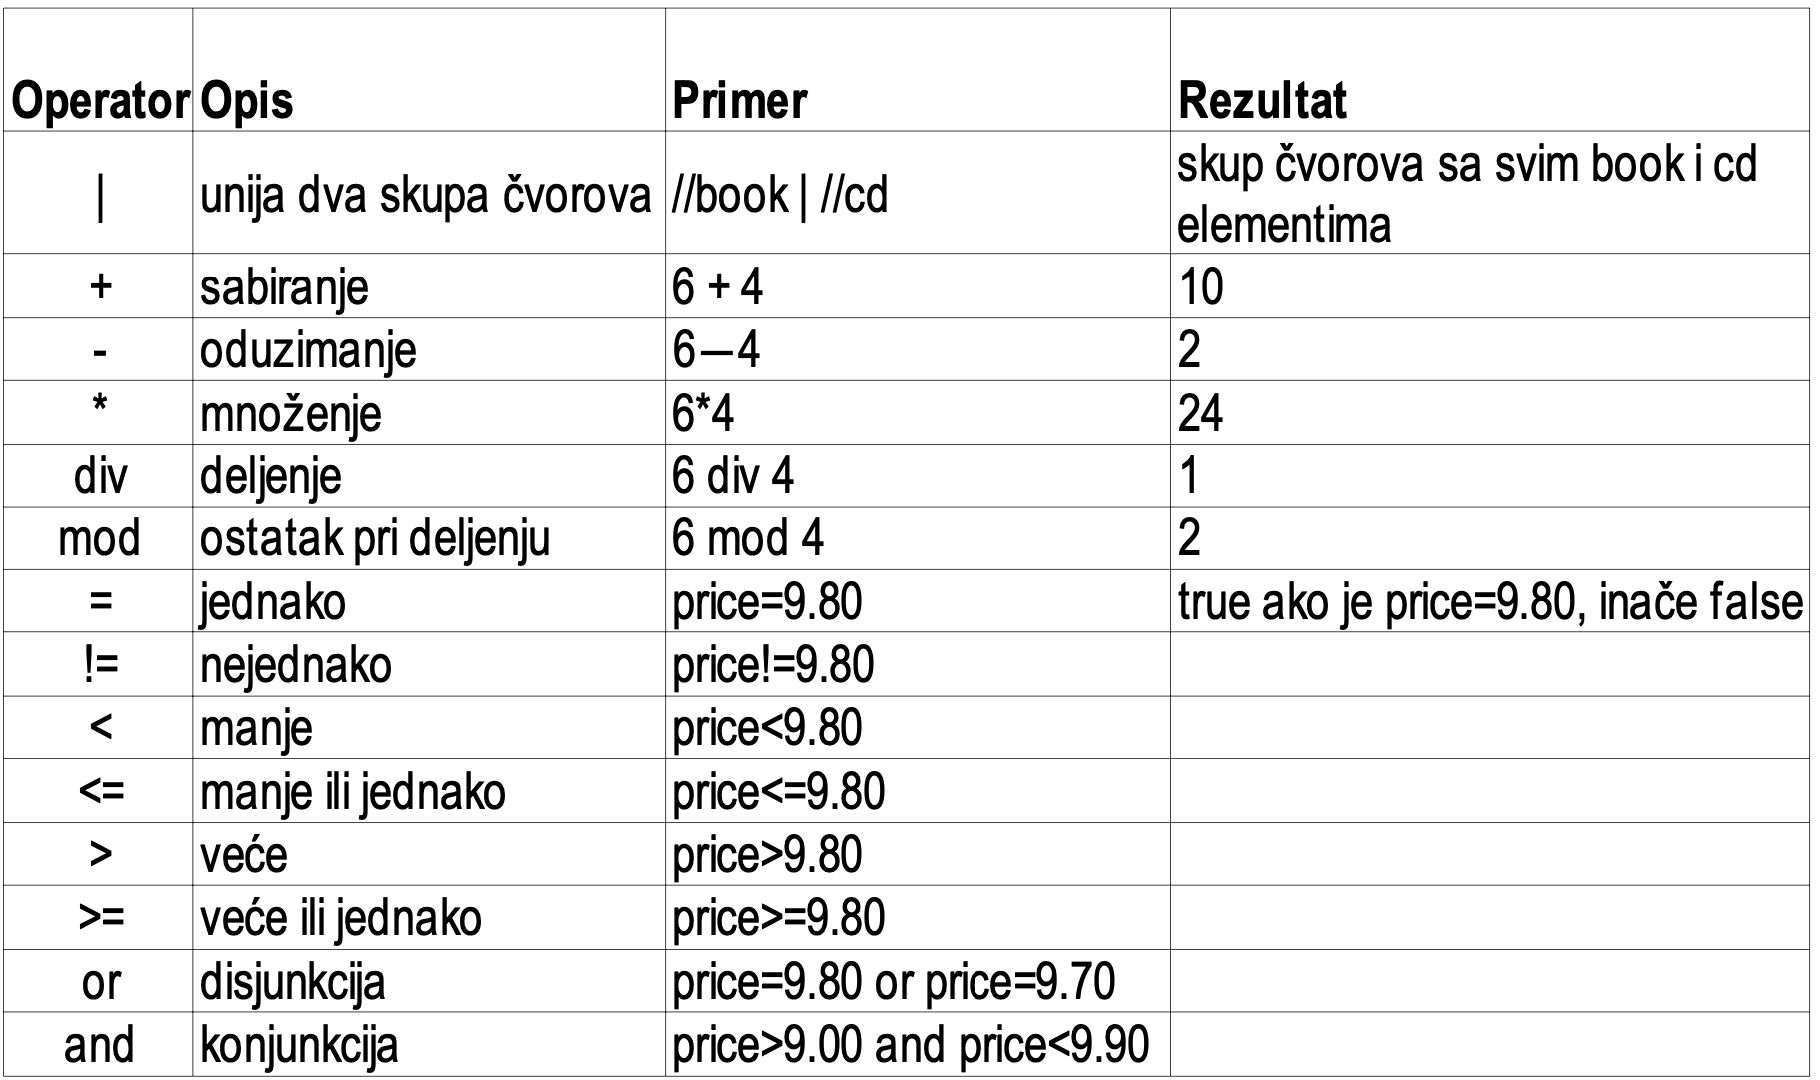 Operator Opis Primer Rezultat
| unija dva skupa čvorova //book | //cd skup čvorova sa svim book i cd
elementima
+ sabiranje 6 + 4 10
- oduzimanje 6—4 2
* množenje 6*4 24
div deljenje 6 div 4 1
mod ostatak pri deljenju 6 mod 4 2
= jednako price=9.80 true ako je price=9.80, inače false
!= nejednako price!=9.80
< manje price<9.80
<= manje ili jednako price<=9.80
> veće price>9.80
>= veće ili jednako price>=9.80
or disjunkcija price=9.80 or price=9.70
and konjunkcija price>9.00 and price<9.90